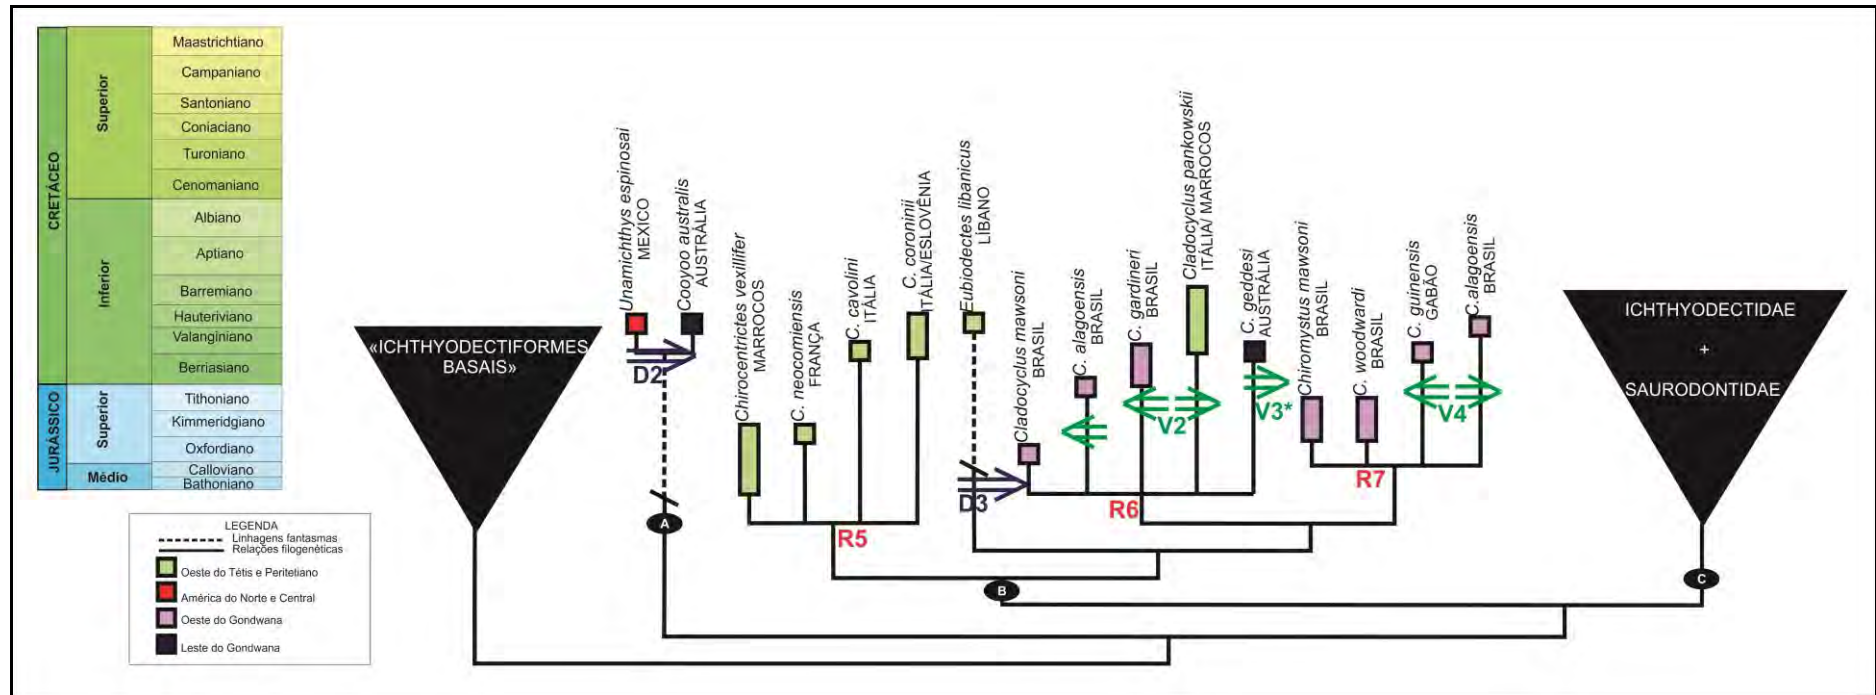 CRETÁCEO
JURÁSSICO
Superior
Inferior
Superior
Médio
Maastrichtiano
Campaniano
Santoniano
Coniaciano
Turoniano
Cenomaniano
Albiano
Aptiano
Barremiano
Hauteriviano
Valanginiano
Berriasiano
Tithoniano
Kimmeridgiano
Oxfordiano
Calloviano
Bathoniano
LEGENDA
Linhagens fantasmas
Relações filogenéticas
Oeste do Tétis e Peritetiano
América do Norte e Central
Oeste do Gondwana
Leste do Gondwana
«ICHTHYODECTIFORMES
BASAIS»
Unamichthys espinosai
MEXICO
Cooyoo australis
AUSTRÁLIA
D2
A
Chirocentrictes vexillifer
MARROCOS
C. neocomiensis
FRANÇA
C. cavolini
ITÁLIA
C. coroninii
ITÁLIA/ESLOVÊNIA
R5
Eubiodectes libanicus
LÍBANO
D3
Cladocyclus mawsoni
BRASIL
C. alagoensis
BRASIL
C. gardineri
BRASIL
Cladocyclus pankowskii
ITÁLIA/ MARROCOS
C. gedesi
AUSTRÁLIA
V2
V3*
R6
Chiromystus mawsoni
BRASIL
C. woodwardi
BRASIL
C. guinensis
GABÃO
C.alagoensis
BRASIL
V4
R7
B
ICHTHYODECTIDAE
+
SAURODONTIDAE
C